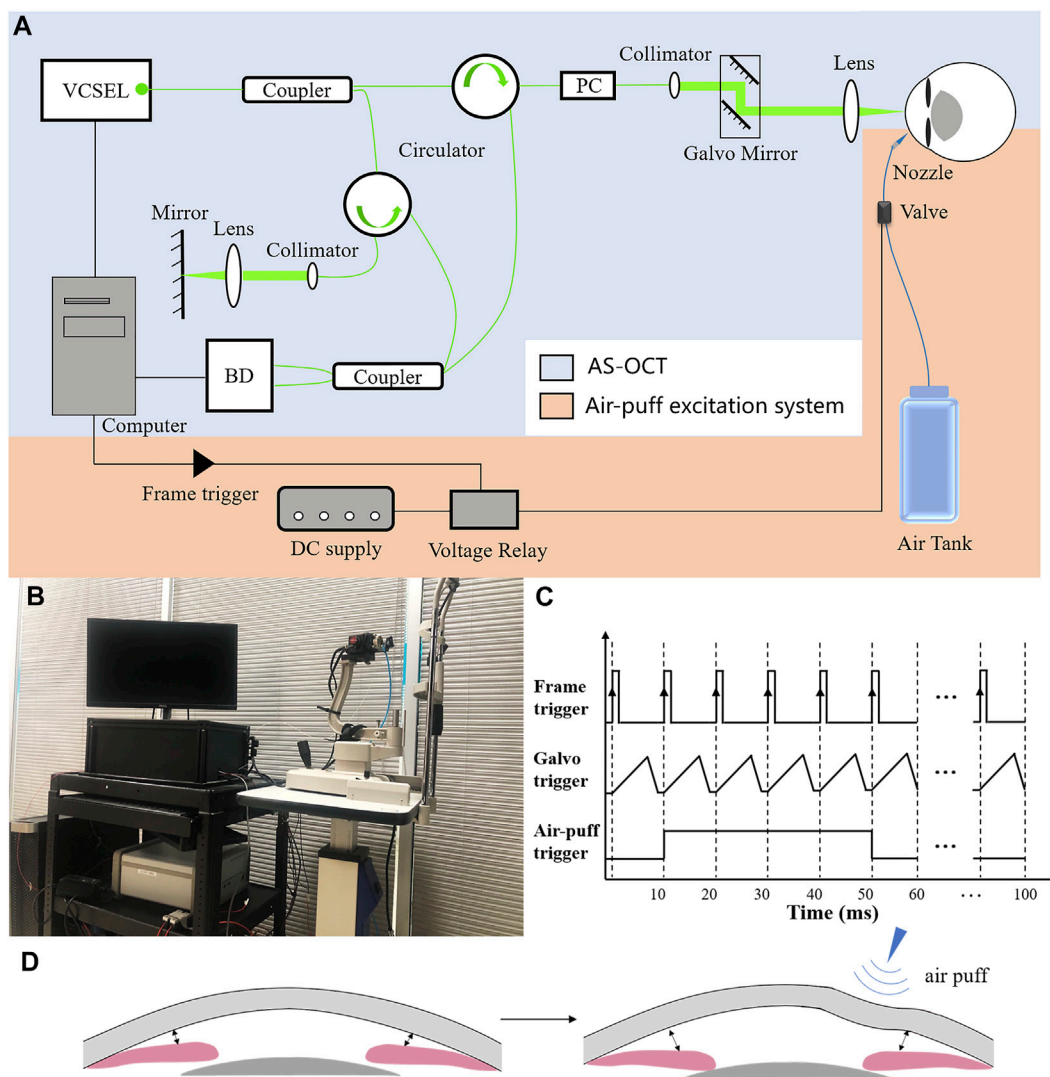 A
VCSEL
Coupler
PC
Collimator
Galvo Mirror
Lens
Nozzle
Valve
Circulator
Mirror
Lens
Collimator
BD
Coupler
Computer
AS-OCT
Air-puff excitation system
Frame trigger
DC supply
Voltage Relay
Air Tank
B
C
Frame
trigger
Galvo
trigger
Air-puff
trigger
...
...
10 20 30 40 50 60 ... 100
Time (ms)
D
air puff